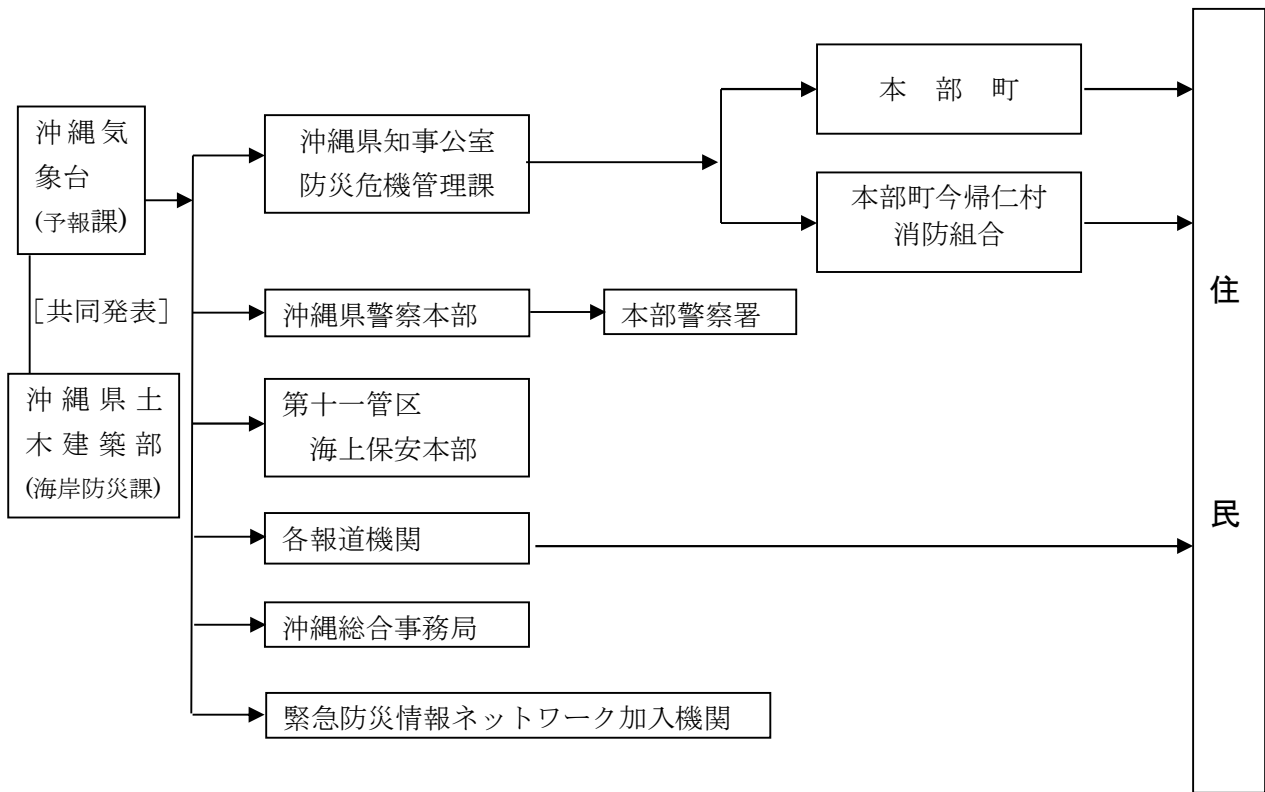 沖縄気
象台
(予報課)
[共同発表]
沖縄県土
木建築部
(海岸防災課)
沖縄県知事公室
防災危機管理課
本部町
本部町今帰仁村
消防組合
沖縄県警察本部
本部警察署
第十一管区
海上保安本部
各報道機関
沖縄総合事務局
緊急防災情報ネットワーク加入機関
住
民